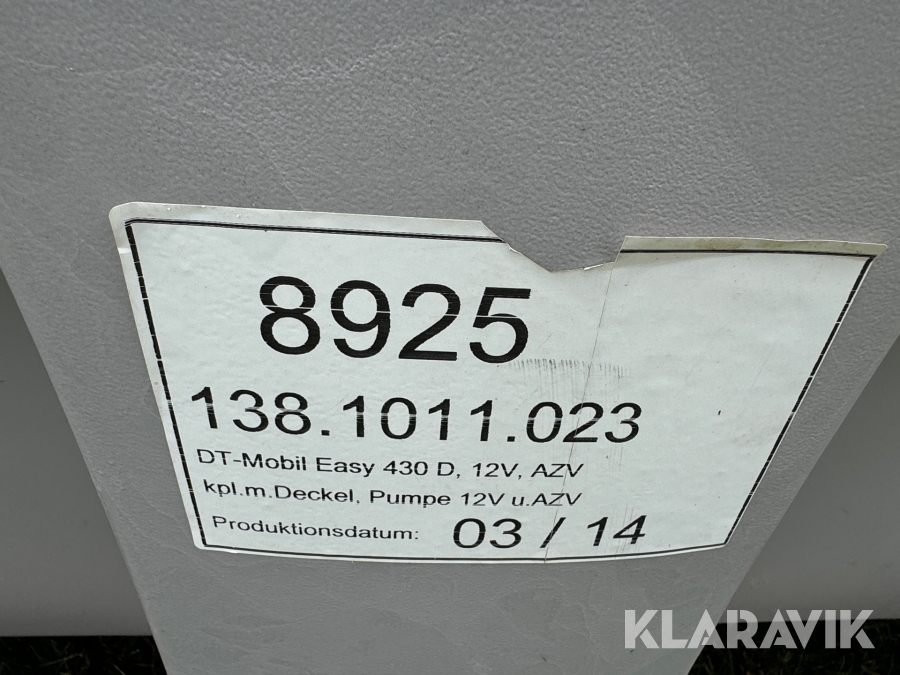 8925
138.1011.023
DT-Mobil Easy 430 D, 12V, AZV
kpl.m.Deckel, Pumpe 12V u.AZV
Produktionsdatum: 03 / 14
KLARAVIK